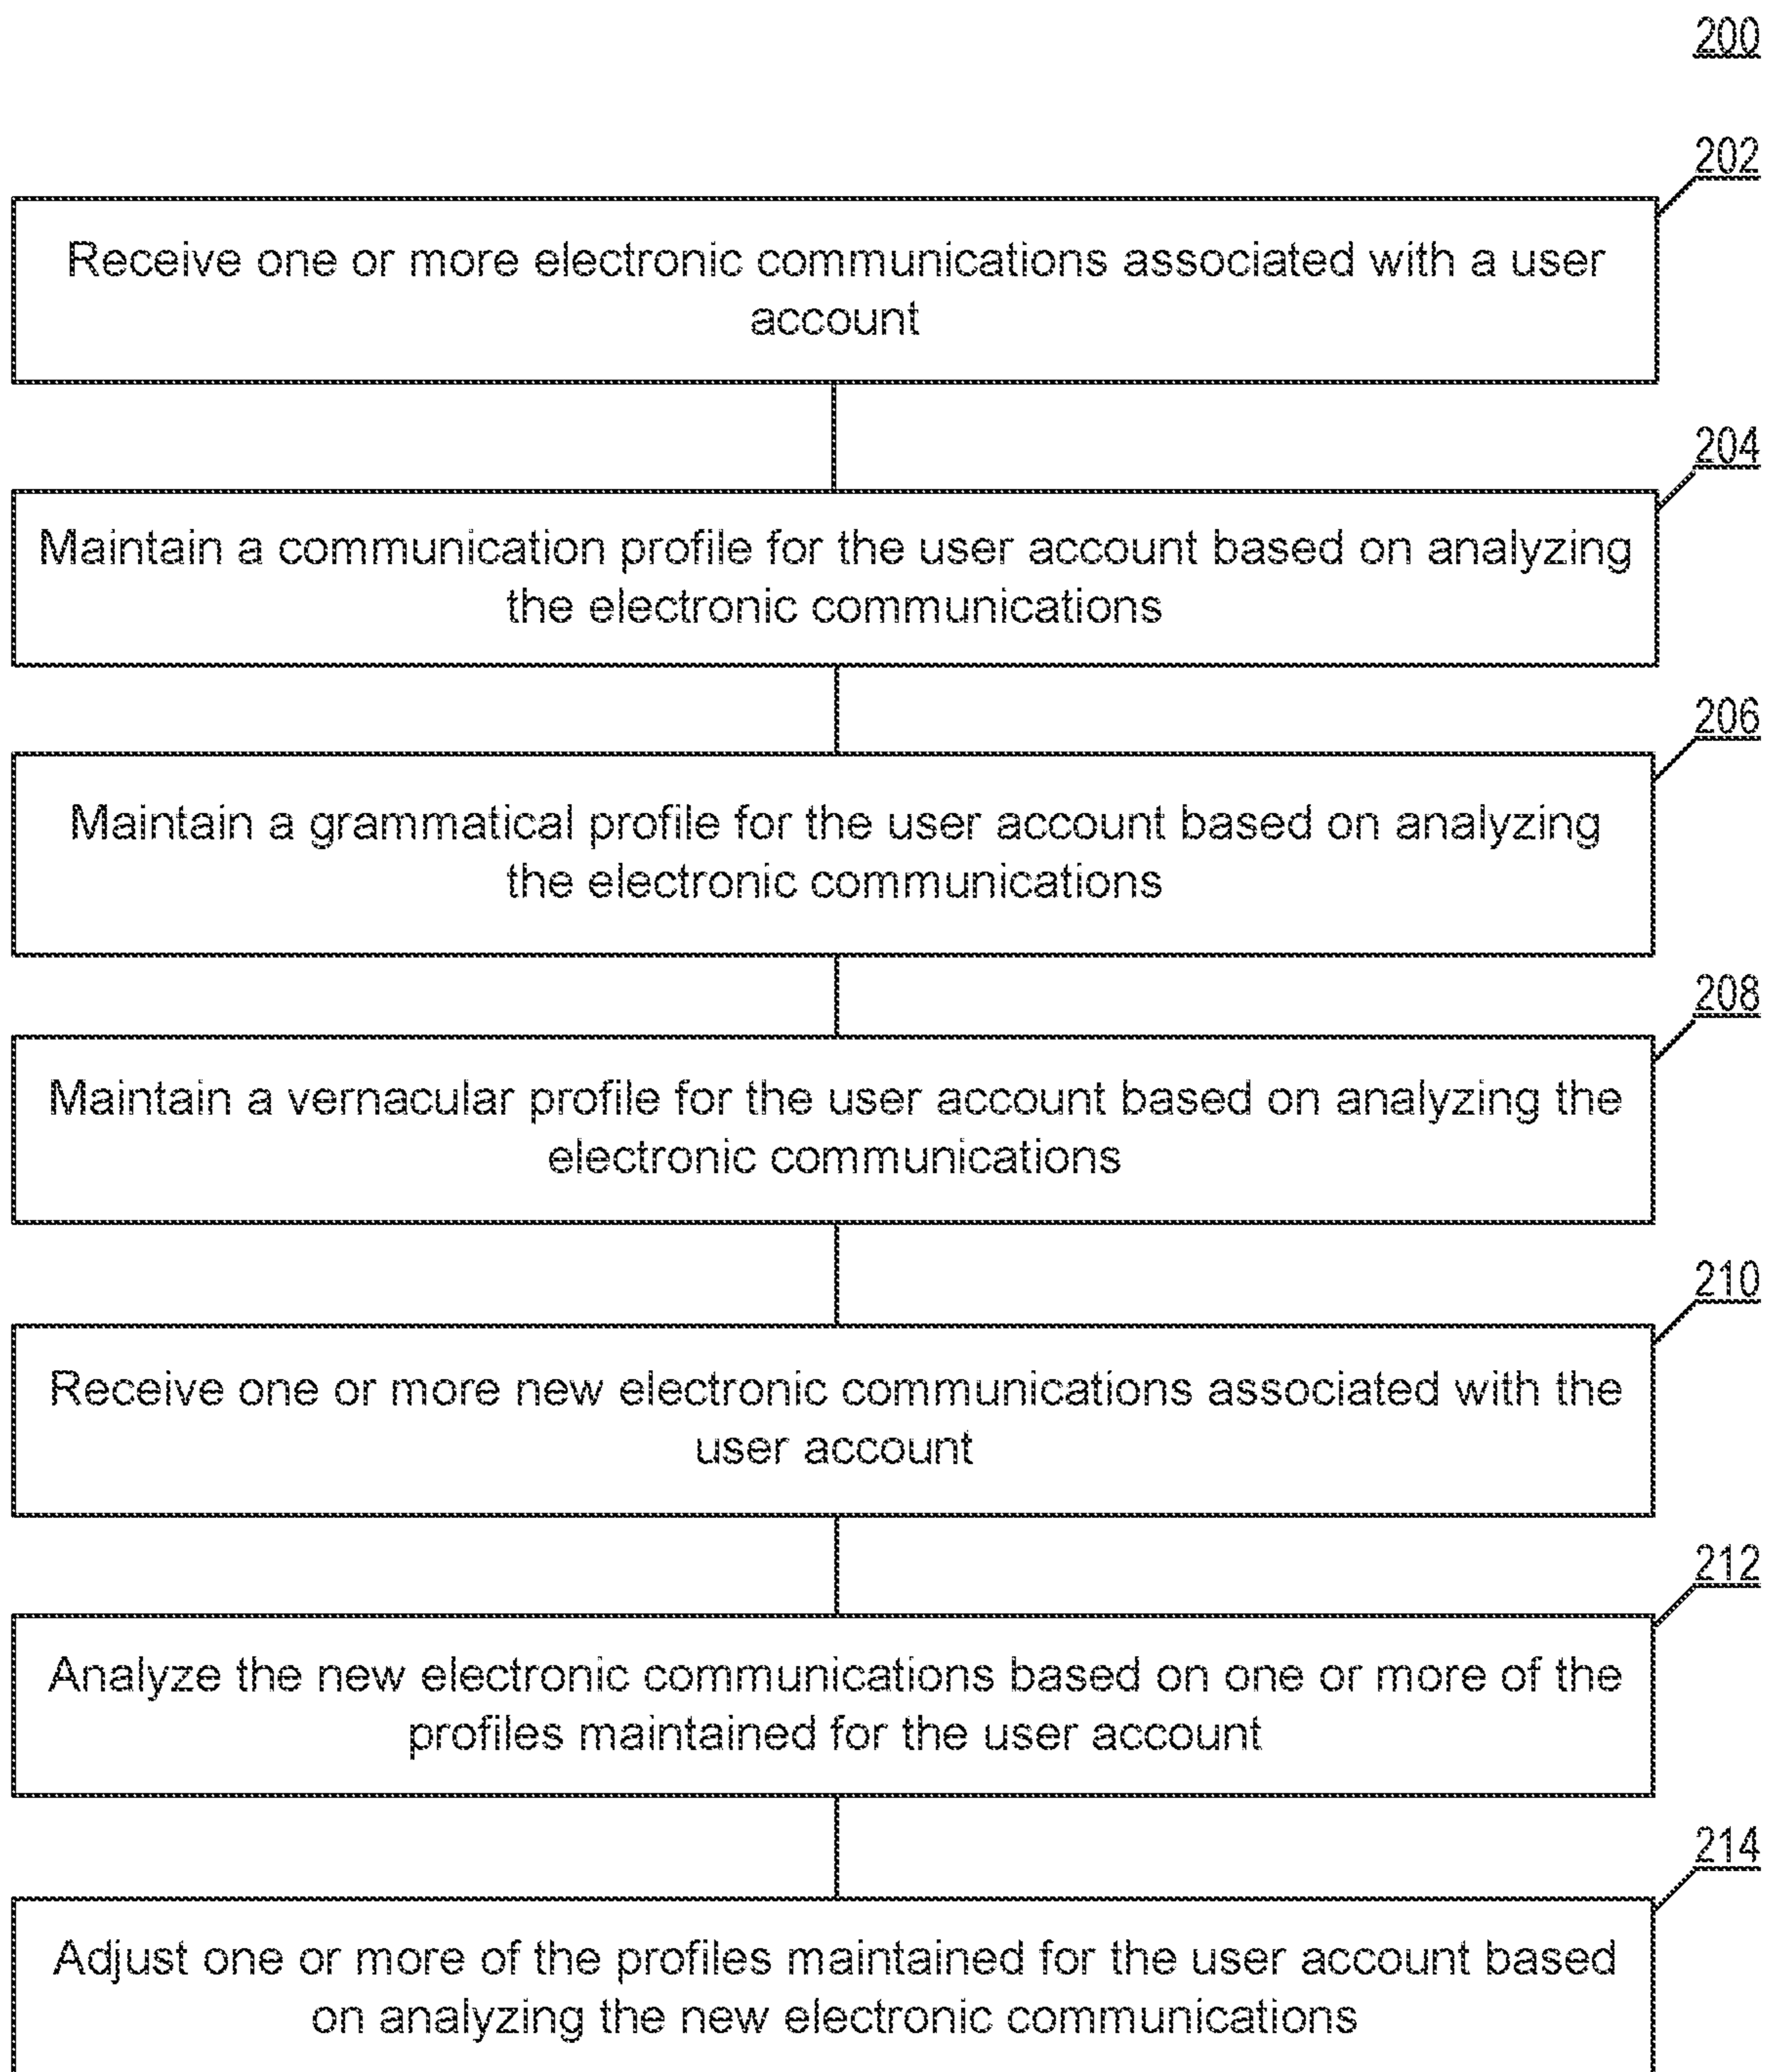 200
202
Receive one or more electronic communications associated with a user
account
204
Maintain a communication profile for the user account based on analyzing
the electronic communications
206
Maintain a grammatical profile for the user account based on analyzing
the electronic communications
208
Maintain a vernacular profile for the user account based on analyzing the
electronic communications
210
Receive one or more new electronic communications associated with the
user account
212
Analyze the new electronic communications based on one or more of the
profiles maintained for the user account
214
Adjust one or more of the profiles maintained for the user account based
on analyzing the new electronic communications